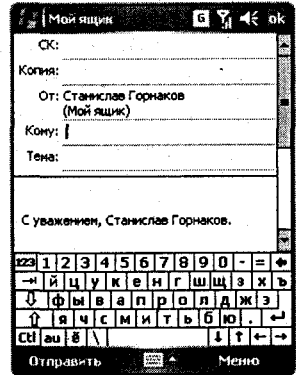 Мой ящик G ok
СК:
Копия:
От: Станислав Горнаков
(Мой ящик)
Кому:
Тема:
С уважением, Станислав Горнаков.
123 1 2 3 4 5 6 7 8 9 0 - =
й ц у к е н г ш щ з х ъ
ф ы в а п р о л д ж э
я ч с м и т ь б ю .
Ctl au ё \
Отправить Меню